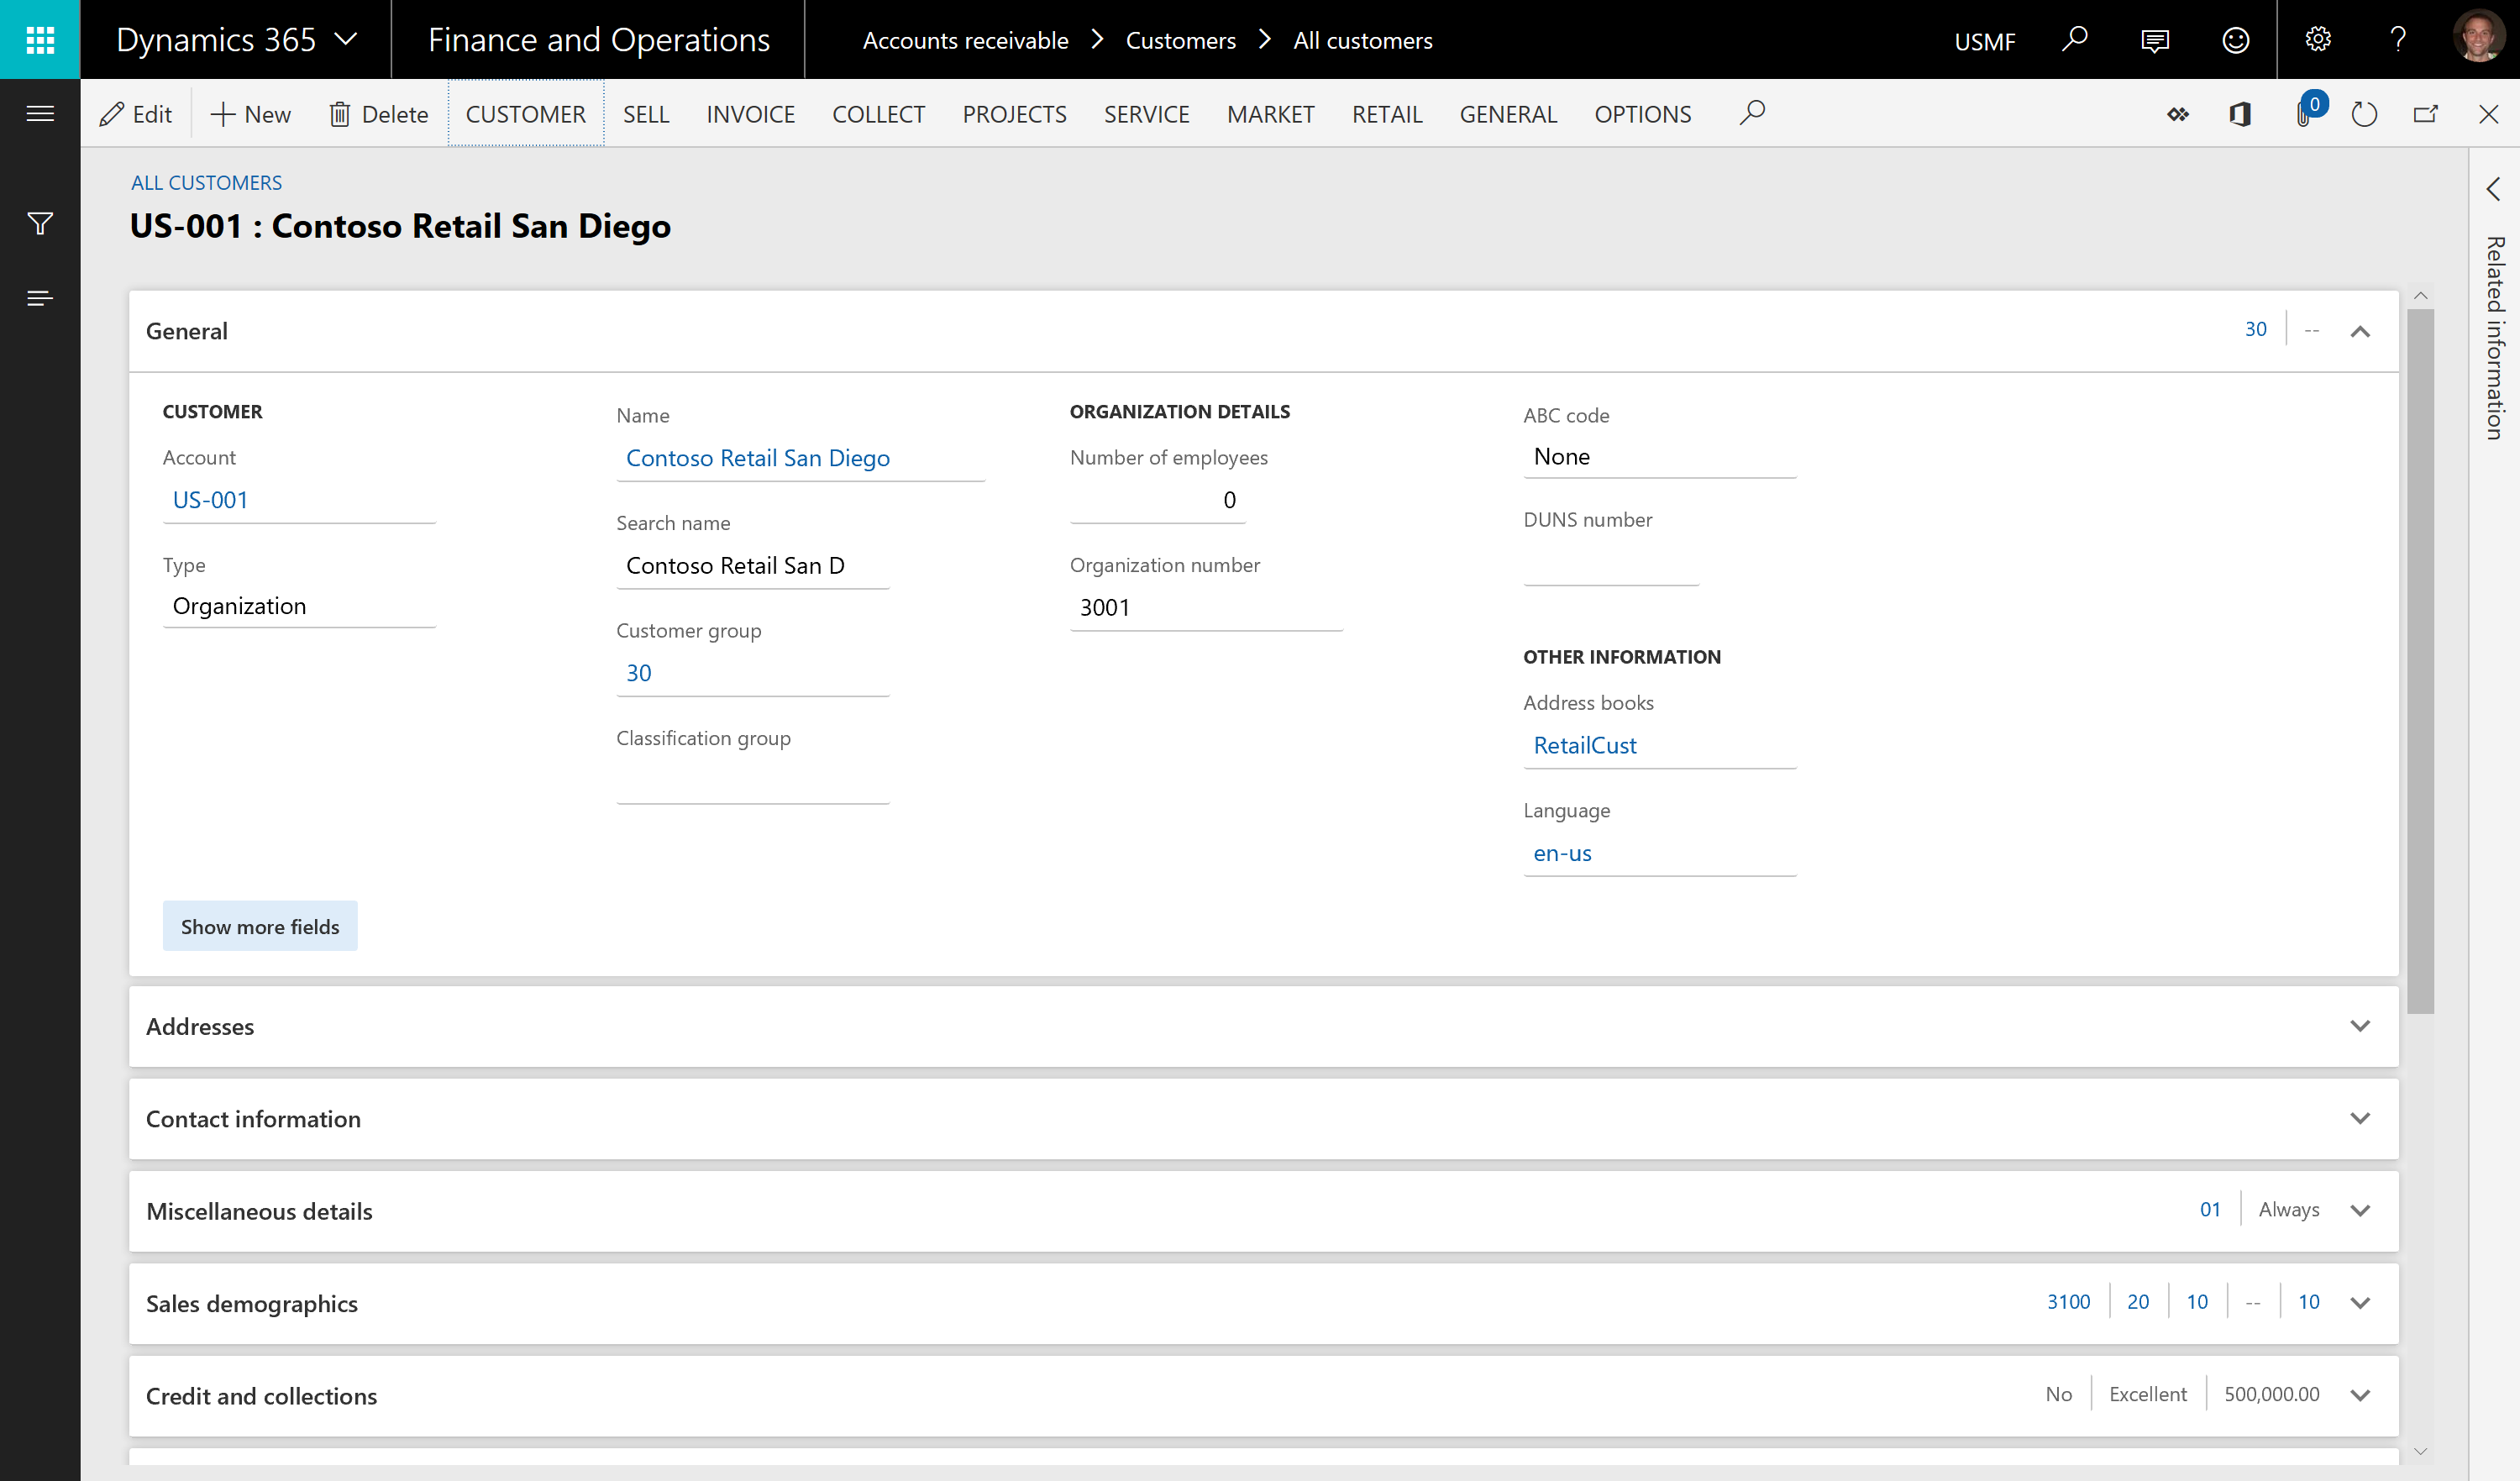 Dynamics 365
Finance and Operations
Accounts receivable > Customers > All customers
USMF
Edit
New
Delete
CUSTOMER
SELL
INVOICE
COLLECT
PROJECTS
SERVICE
MARKET
RETAIL
GENERAL
OPTIONS
0
ALL CUSTOMERS
US-001 : Contoso Retail San Diego
Related information
General
30
--
CUSTOMER
Account
US-001
Type
Organization
Name
Contoso Retail San Diego
Search name
Contoso Retail San D
Customer group
30
Classification group
ORGANIZATION DETAILS
Number of employees
0
Organization number
3001
ABC code
None
DUNS number
OTHER INFORMATION
Address books
RetailCust
Language
en-us
Show more fields
Addresses
Contact information
Miscellaneous details
01
Always
Sales demographics
3100
20
10
--
10
Credit and collections
No
Excellent
500,000.00